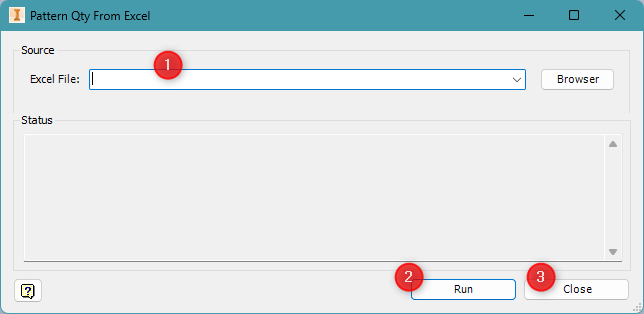 Pattern Qty From Excel
Source
1
Excel File:
Browser
Status
2
3
Run
Close